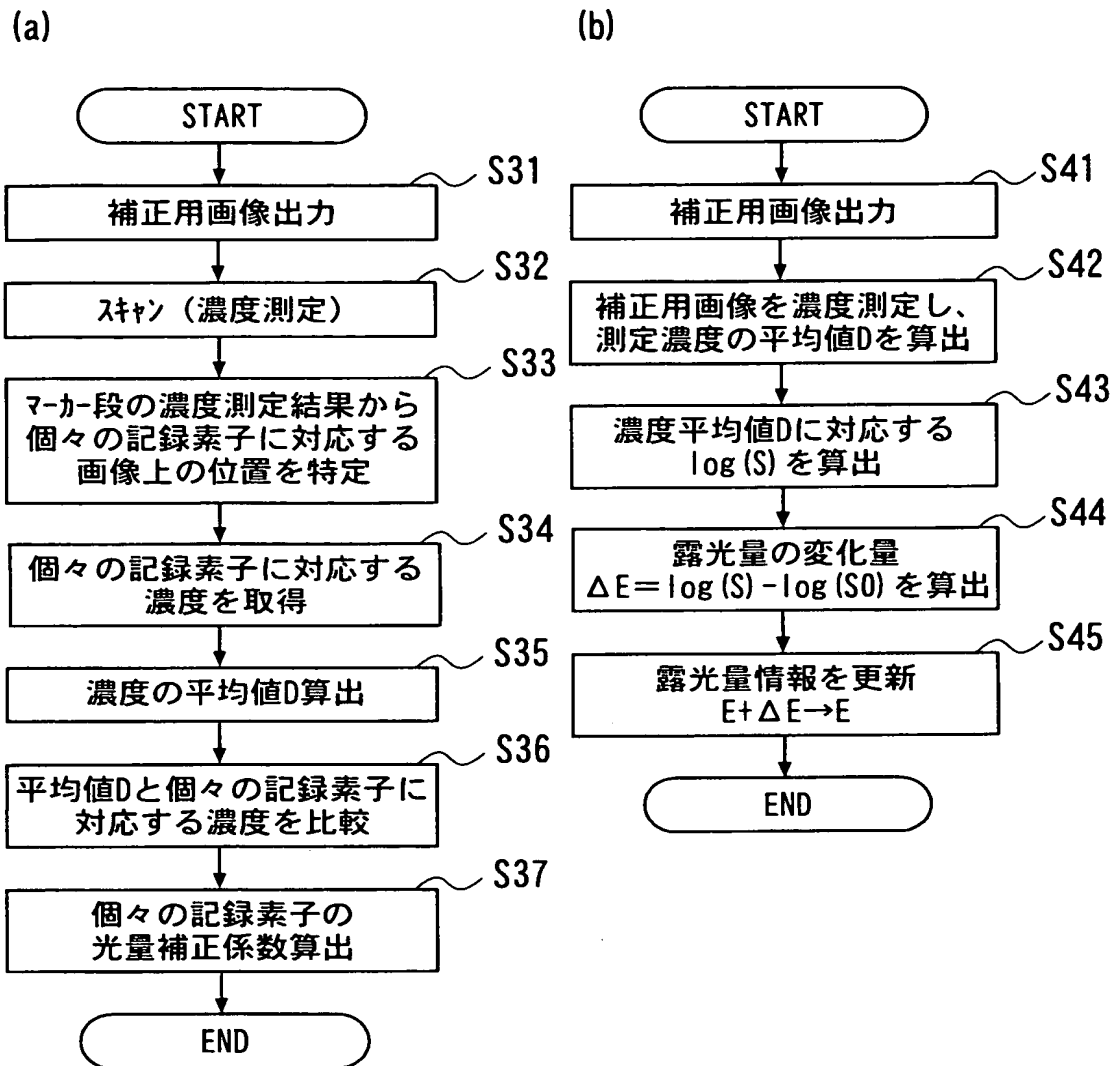 (a)
START
S31
補正用画像出力
S32
ｽｷｬﾝ（濃度測定）
S33
ﾏｰｶｰ段の濃度測定結果から
個々の記録素子に対応する
画像上の位置を特定
S34
個々の記録素子に対応する
濃度を取得
S35
濃度の平均値D算出
S36
平均値Dと個々の記録素子に
対応する濃度を比較
S37
個々の記録素子の
光量補正係数算出
END
(b)
START
S41
補正用画像出力
S42
補正用画像を濃度測定し、
測定濃度の平均値Dを算出
S43
濃度平均値Dに対応する
log(S)を算出
S44
露光量の変化量
ΔE＝log(S)-log(S0)を算出
S45
露光量情報を更新
E+ΔE→E
END